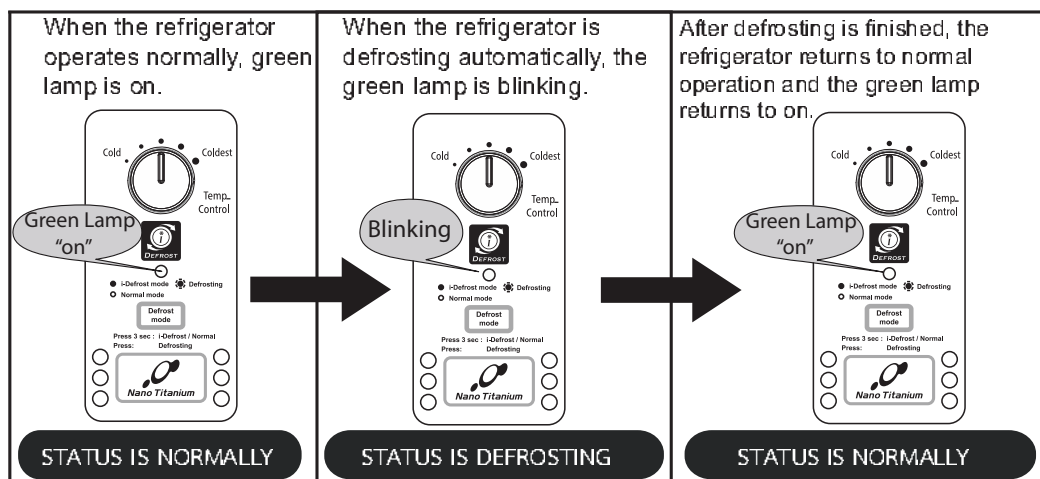 When the refrigerator
operates normally, green
lamp is on.
Cold
Coldest
Temp
Control
Green Lamp
"on"
i
DEFROST
i-Defrost mode Defrosting
Normal mode
Defrost
mode
Press 3 sec : i-Defrost / Normal
Press: Defrosting
Nano Titanium
STATUS IS NORMALLY
When the refrigerator is
defrosting automatically, the
green lamp is blinking.
Cold
Coldest
Temp
Control
Blinking
i
DEFROST
i-Defrost mode Defrosting
Normal mode
Defrost
mode
Press 3 sec : i-Defrost / Normal
Press: Defrosting
Nano Titanium
STATUS IS DEFROSTING
After defrosting is finished, the
refrigerator returns to normal
operation and the green lamp
returns to on.
Cold
Coldest
Temp
Control
Green Lamp
"on"
i
DEFROST
i-Defrost mode Defrosting
Normal mode
Defrost
mode
Press 3 sec : i-Defrost / Normal
Press: Defrosting
Nano Titanium
STATUS IS NORMALLY